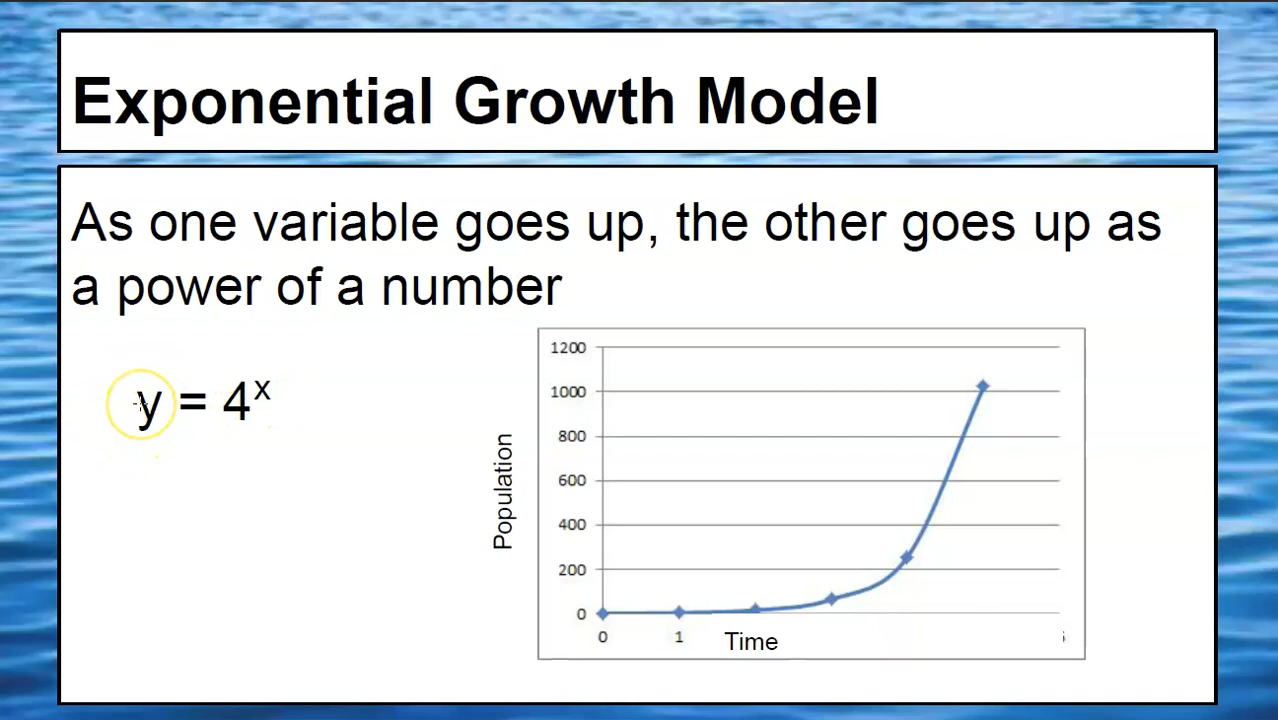 Exponential Growth Model
As one variable goes up, the other goes up as
a power of a number
y = 4ˣ
1200
1000
800
600
400
200
0
Population
0 1
Time